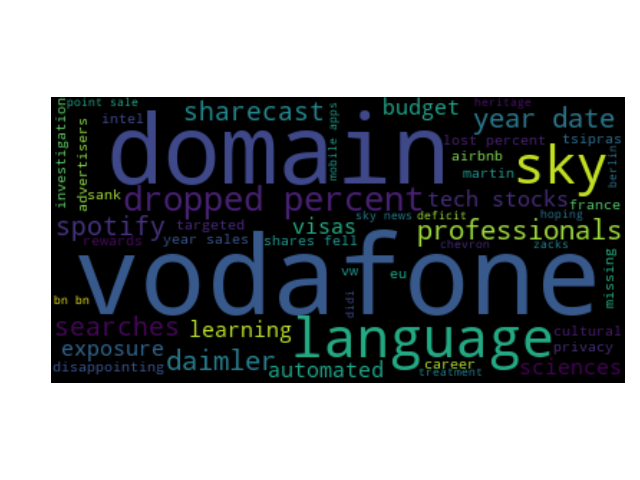 point sale
heritage
investigation
sharecast
budget
intel
mobile apps
year date
domain
advertisers
lost percent
tsipras
airbnb
sky
berlin
martin
sank
dropped percent
tech stocks
france
sky news
deficit
hoping
spotify
targeted
visas
professionals
rewards
year sales
shares fell
chevron
zacks
vodafone
vw
eu
missing
didi
bn bn
searches
learning
language
cultural
exposure
privacy
daimler
disappointing
automated
career
treatment
sciences